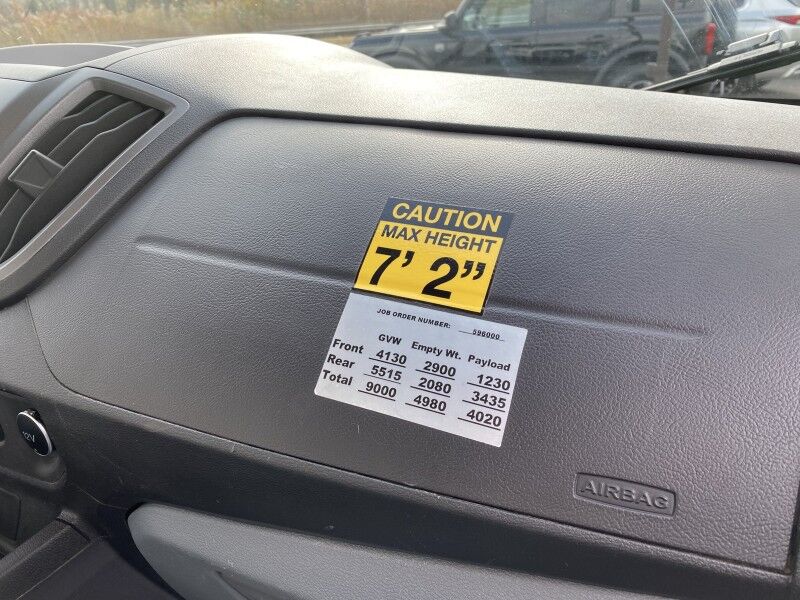 CAUTION
MAX HEIGHT
7' 2"
JOB ORDER NUMBER: 596000
GVW Empty Wt. Payload
Front 4130 2900 1230
Rear 5515 2080 3435
Total 9000 4980 4020
AIRBAG
12V